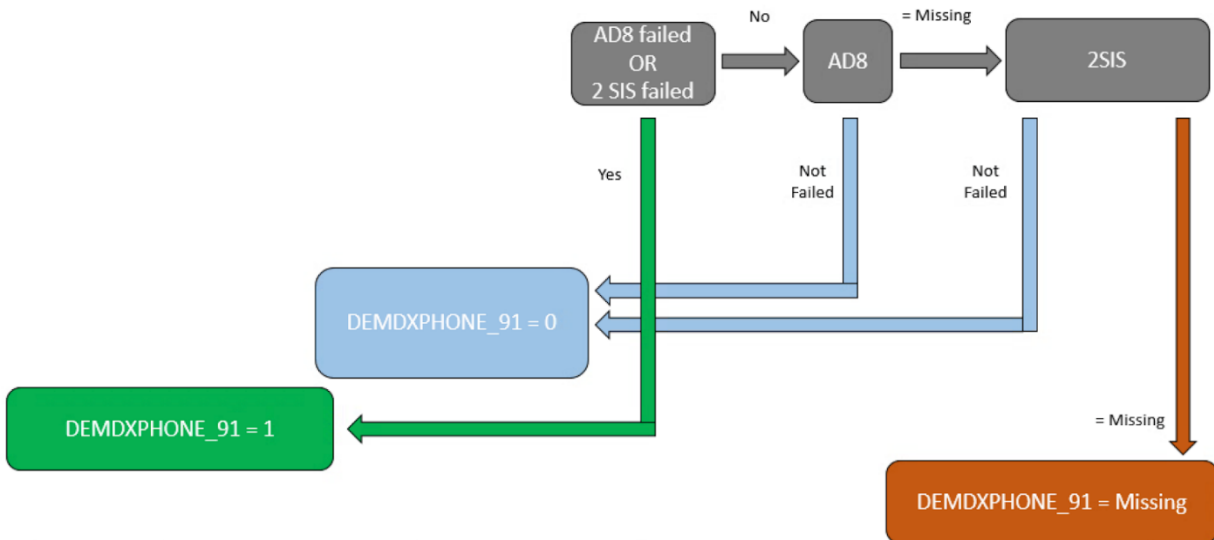 No
= Missing
AD8 failed
OR
2 SIS failed
AD8
2SIS
Yes
Not
Failed
Not
Failed
DEMDXPHONE_91 = 0
DEMDXPHONE_91 = 1
= Missing
DEMDXPHONE_91 = Missing